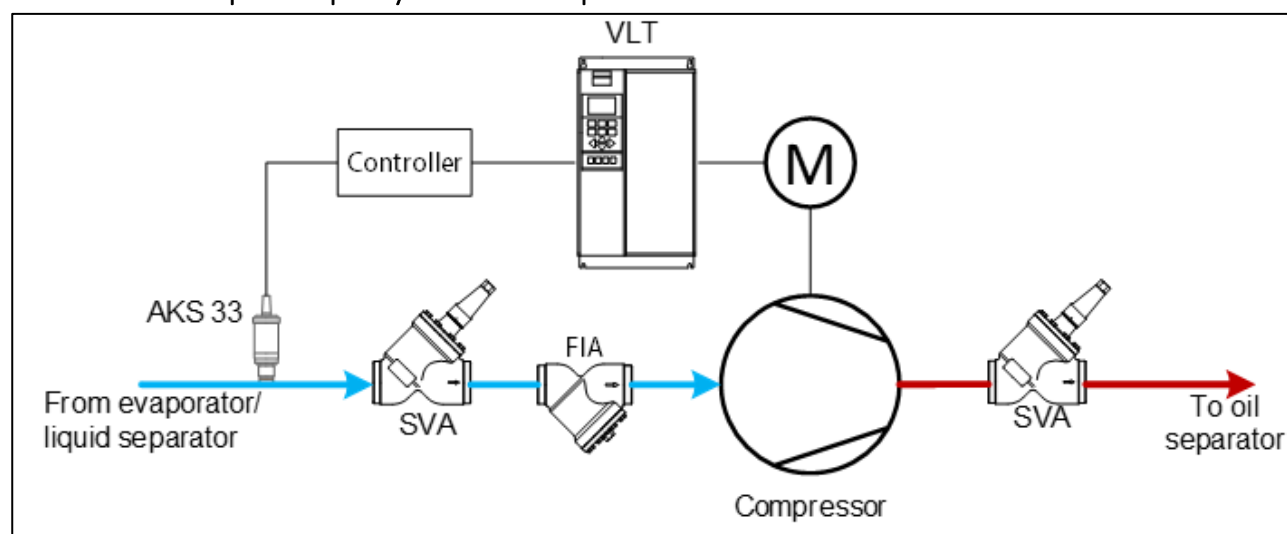 VLT
Controller
M
AKS 33
FIA
From evaporator/
liquid separator
SVA
Compressor
SVA
To oil
separator